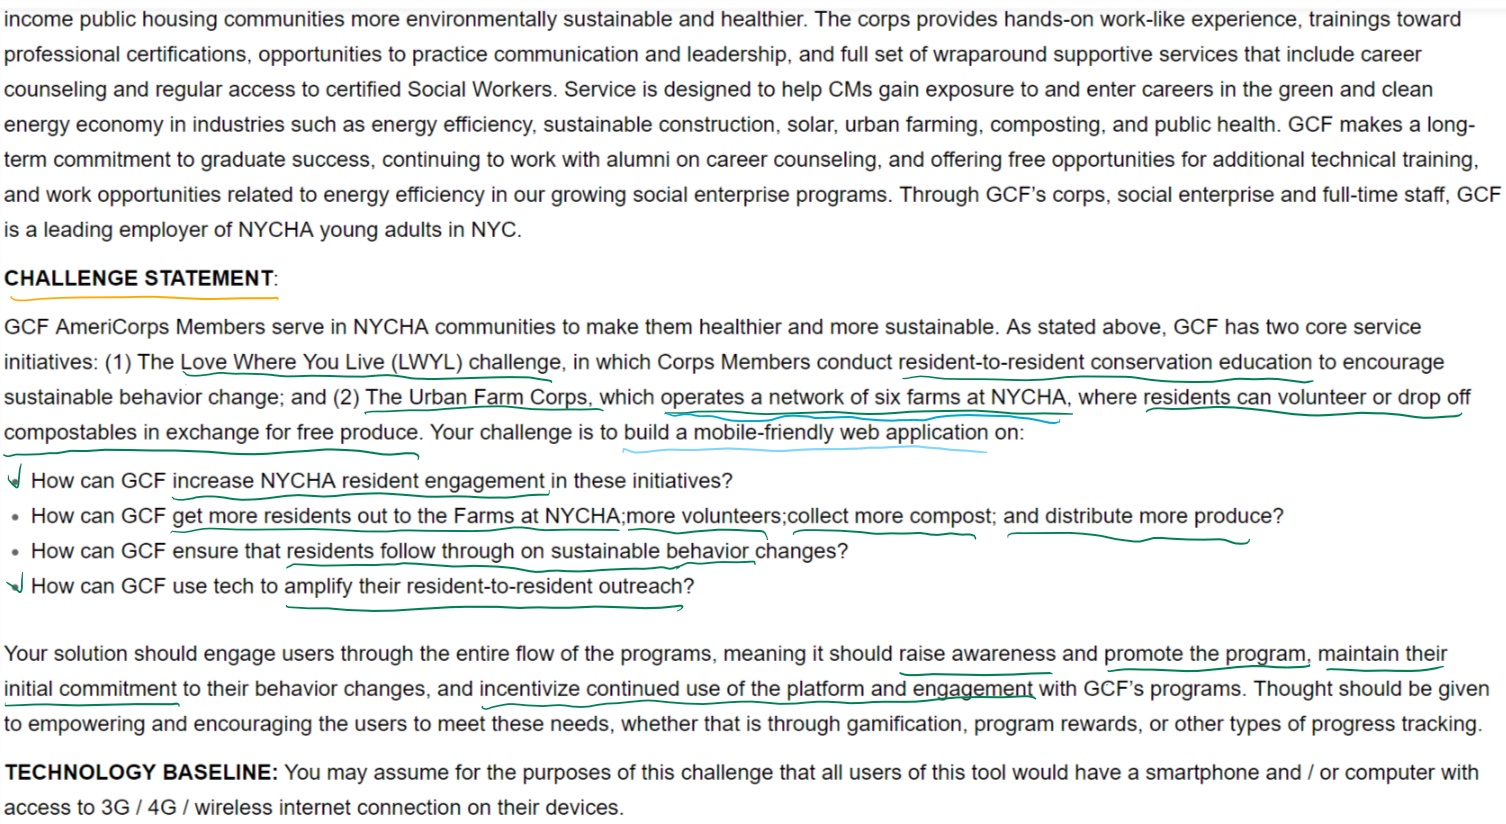 income public housing communities more environmentally sustainable and healthier. The corps provides hands-on work-like experience, trainings toward
professional certifications, opportunities to practice communication and leadership, and full set of wraparound supportive services that include career
counseling and regular access to certified Social Workers. Service is designed to help CMs gain exposure to and enter careers in the green and clean
energy economy in industries such as energy efficiency, sustainable construction, solar, urban farming, composting, and public health. GCF makes a long-
term commitment to graduate success, continuing to work with alumni on career counseling, and offering free opportunities for additional technical training,
and work opportunities related to energy efficiency in our growing social enterprise programs. Through GCF's corps, social enterprise and full-time staff, GCF
is a leading employer of NYCHA young adults in NYC.
CHALLENGE STATEMENT:
GCF AmeriCorps Members serve in NYCHA communities to make them healthier and more sustainable. As stated above, GCF has two core service
initiatives: (1) The Love Where You Live (LWYL) challenge, in which Corps Members conduct resident-to-resident conservation education to encourage
sustainable behavior change; and (2) The Urban Farm Corps, which operates a network of six farms at NYCHA, where residents can volunteer or drop off
compostables in exchange for free produce. Your challenge is to build a mobile-friendly web application on:
How can GCF increase NYCHA resident engagement in these initiatives?
• How can GCF get more residents out to the Farms at NYCHA;more volunteers;collect more compost; and distribute more produce?
• How can GCF ensure that residents follow through on sustainable behavior changes?
How can GCF use tech to amplify their resident-to-resident outreach?
Your solution should engage users through the entire flow of the programs, meaning it should raise awareness and promote the program, maintain their
initial commitment to their behavior changes, and incentivize continued use of the platform and engagement with GCF's programs. Thought should be given
to empowering and encouraging the users to meet these needs, whether that is through gamification, program rewards, or other types of progress tracking.
TECHNOLOGY BASELINE: You may assume for the purposes of this challenge that all users of this tool would have a smartphone and / or computer with
access to 3G / 4G / wireless internet connection on their devices.